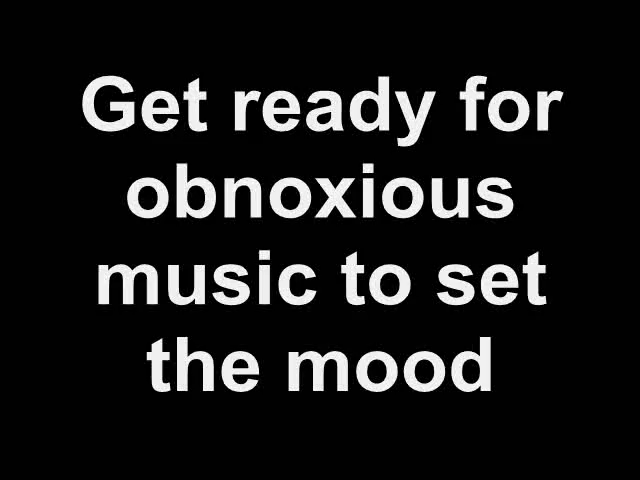 Get ready for
obnoxious
music to set
the mood